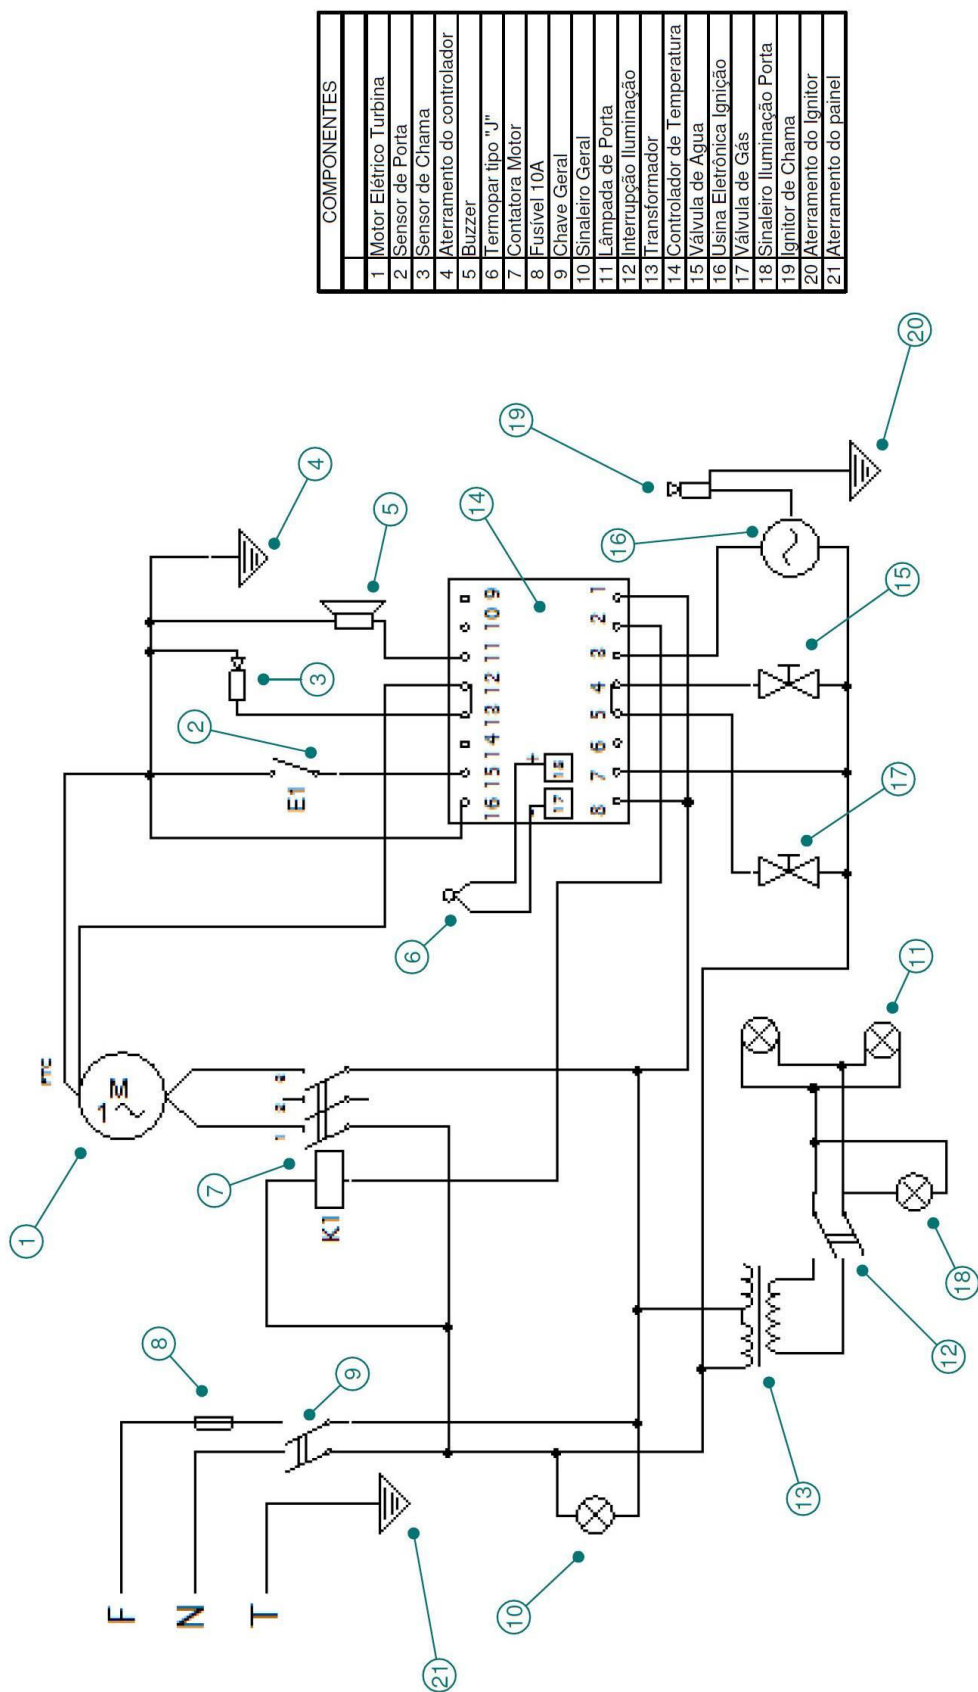 COMPONENTES
1 Motor Elétrico Turbina
2 Sensor de Porta
3 Sensor de Chama
4 Aterramento do controlador
5 Buzzer
6 Termopar tipo "J"
7 Contatora Motor
8 Fusível 10A
9 Chave Geral
10 Sinaleiro Geral
11 Lâmpada de Porta
12 Interrupção Iluminação
13 Transformador
14 Controlador de Temperatura
15 Válvula de Água
16 Usina Eletrônica Ignição
17 Válvula de Gás
18 Sinaleiro Iluminação Porta
19 Ignitor de Chama
20 Aterramento do Ignitor
21 Aterramento do painel
F
N
T
8
9
21
10
1
PTC
M
1
7
1 2 3
K1
2
E1
3
4
5
6
14
16 15 14 13 12 11 10 9
17
+
8 7 6 5 4 3 2 1
13
12
18
11
17
15
16
19
20